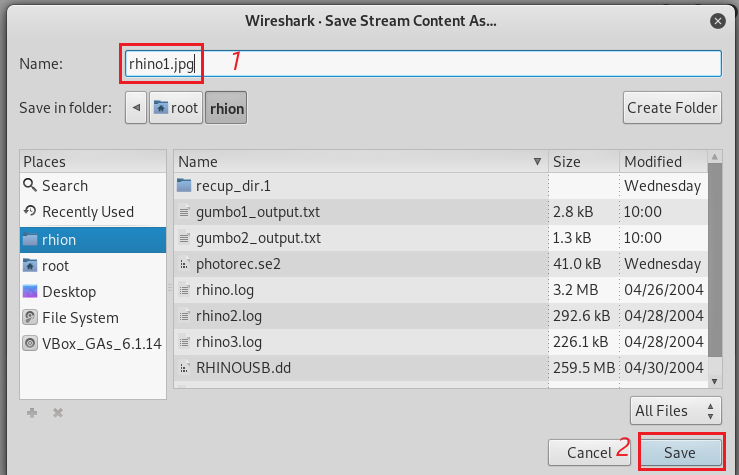 Wireshark · Save Stream Content As...
Name: rhino1.jpg 1
Save in folder: root rhion Create Folder
Places Name Size Modified
Search recup_dir.1 Wednesday
Recently Used gumbo1_output.txt 2.8 kB 10:00
rhion gumbo2_output.txt 1.3 kB 10:00
root photorec.se2 41.0 kB Wednesday
Desktop rhino.log 3.2 MB 04/26/2004
File System rhino2.log 292.6 kB 04/28/2004
VBox_GAs_6.1.14 rhino3.log 226.1 kB 04/28/2004
RHINOUSB.dd 259.5 MB 04/30/2004
All Files
Cancel 2 Save